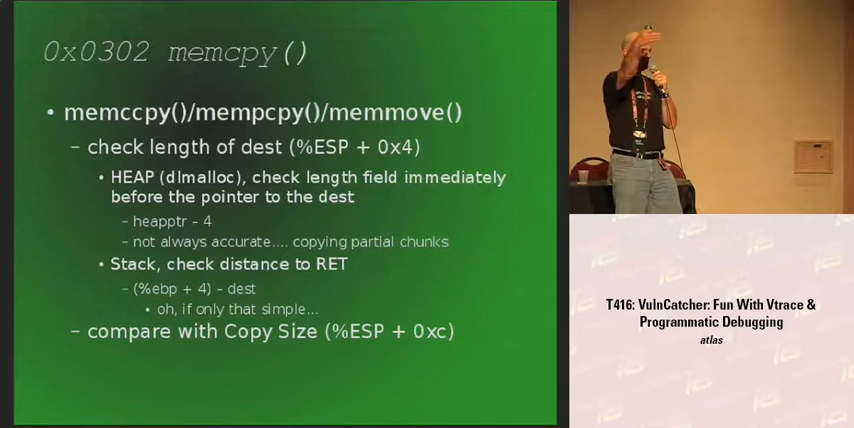 0x0302 memcpy()
• memccpy()/mempcpy()/memmove()
– check length of dest (%ESP + 0x4)
• HEAP (dlmalloc), check length field immediately
before the pointer to the dest
– heapptr – 4
– not always accurate.... copying partial chunks
• Stack, check distance to RET
– (%ebp + 4) – dest
• oh, if only that simple...
– compare with Copy Size (%ESP + 0xc)
T416: VulnCatcher: Fun With Vtrace &
Programmatic Debugging
atlas